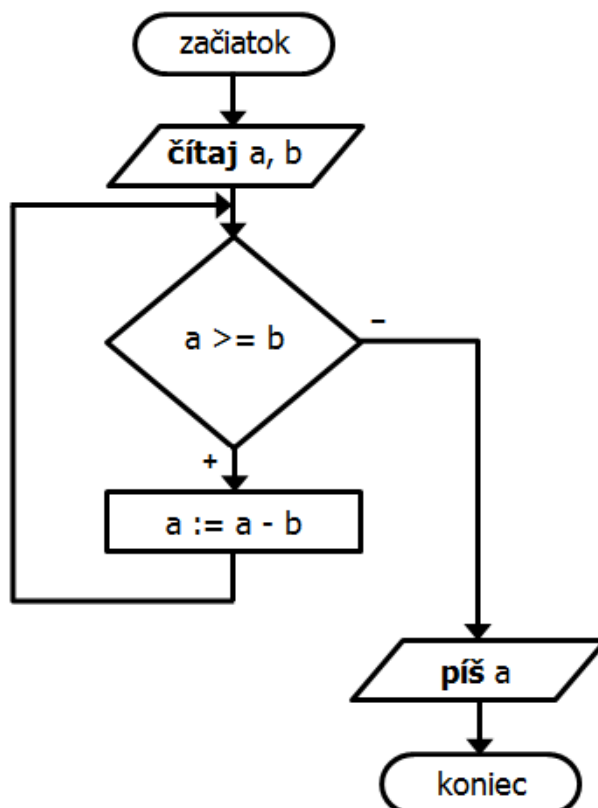 začiatok
čítaj a, b
a >= b
–
+
a := a - b
píš a
koniec